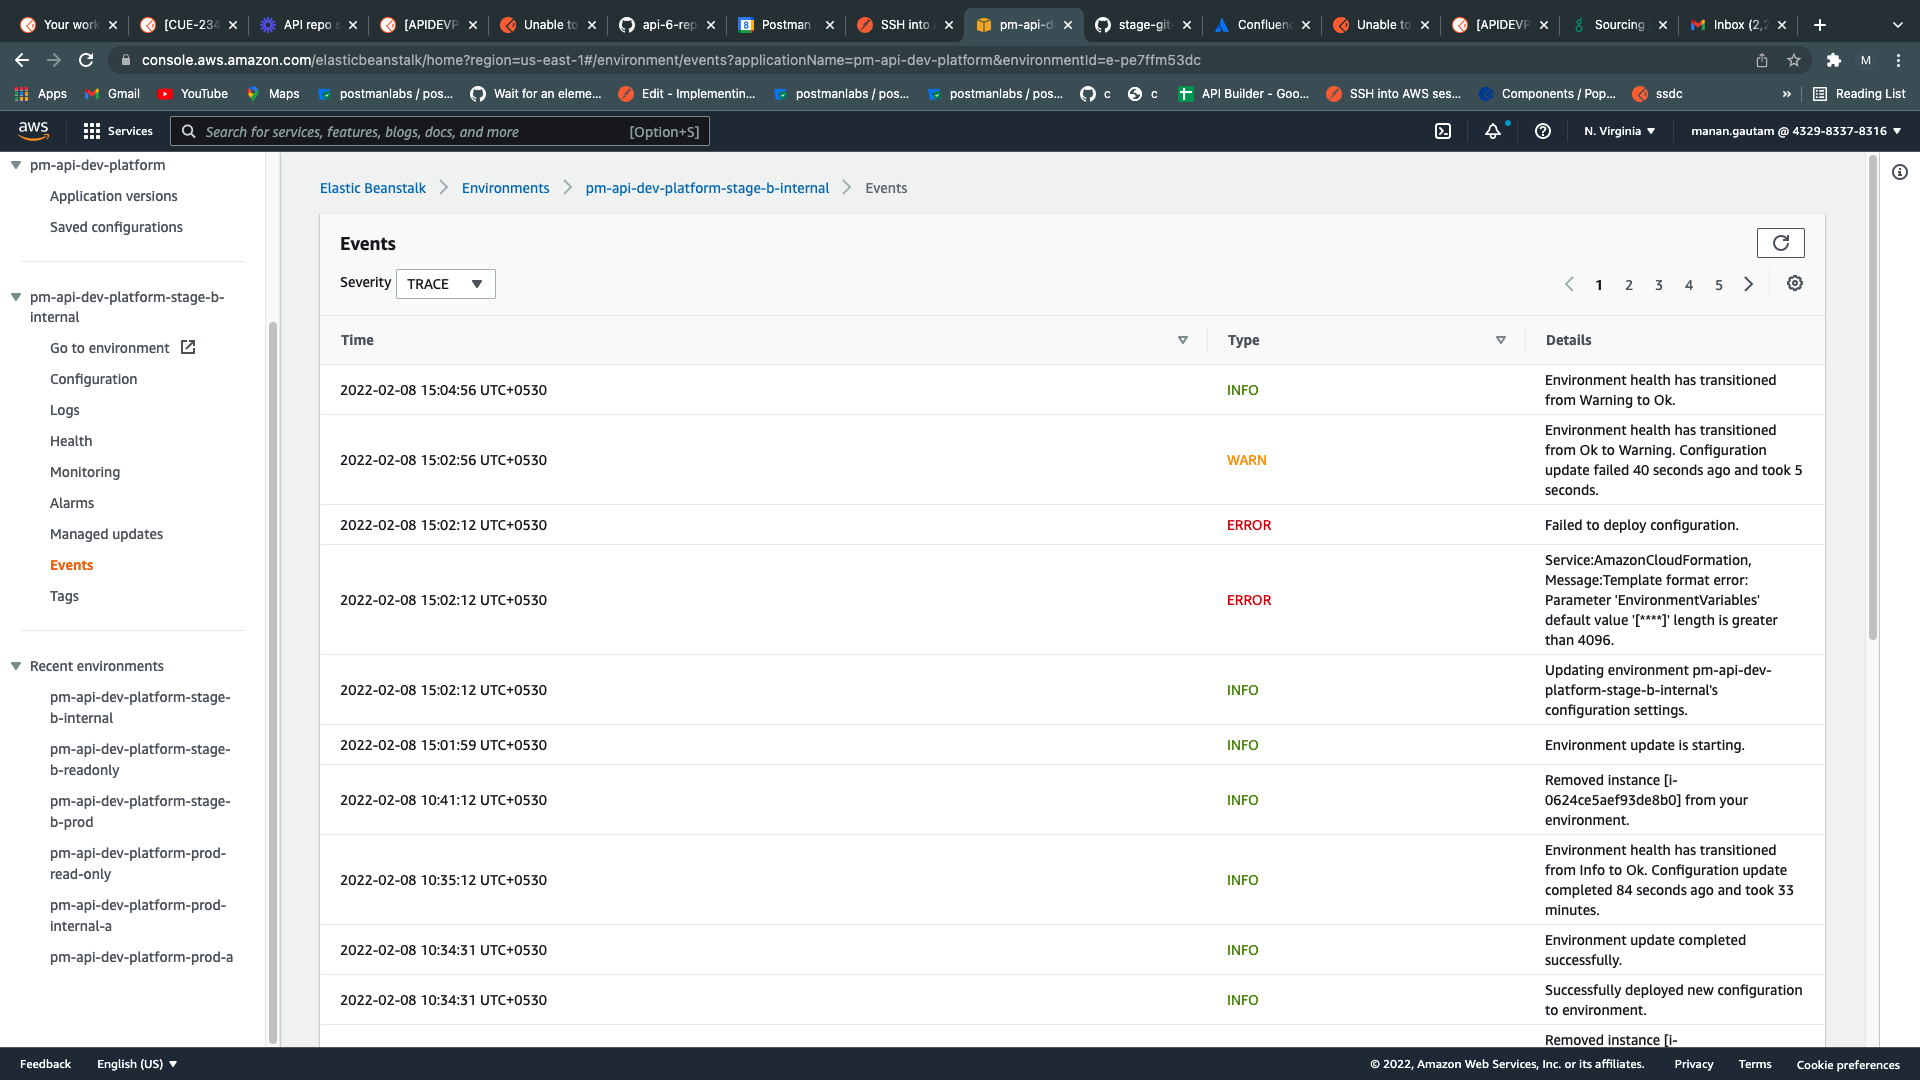 Your work
[CUE-234
API repo s
[APIDEVP
Unable to
api-6-rep
Postman
SSH into
pm-api-d
stage-git
Confluen
Unable to
[APIDEVP
Sourcing
Inbox (2,2
console.aws.amazon.com/elasticbeanstalk/home?region=us-east-1#/environment/events?applicationName=pm-api-dev-platform&environmentId=e-pe7ffm53dc
M
Apps
Gmail
YouTube
Maps
postmanlabs / pos...
Wait for an eleme...
Edit - Implementin...
postmanlabs / pos...
postmanlabs / pos...
c
c
API Builder - Goo...
SSH into AWS ses...
Components / Pop...
ssdc
»
Reading List
aws
Services
Search for services, features, blogs, docs, and more
[Option+S]
N. Virginia
manan.gautam @ 4329-8337-8316
pm-api-dev-platform
Application versions
Saved configurations
pm-api-dev-platform-stage-b-
internal
Go to environment
Configuration
Logs
Health
Monitoring
Alarms
Managed updates
Events
Tags
Recent environments
pm-api-dev-platform-stage-
b-internal
pm-api-dev-platform-stage-
b-readonly
pm-api-dev-platform-stage-
b-prod
pm-api-dev-platform-prod-
read-only
pm-api-dev-platform-prod-
internal-a
pm-api-dev-platform-prod-a
Elastic Beanstalk
Environments
pm-api-dev-platform-stage-b-internal
Events
Events
Severity
TRACE
1 2 3 4 5
Time
Type
Details
2022-02-08 15:04:56 UTC+0530
INFO
Environment health has transitioned
from Warning to Ok.
2022-02-08 15:02:56 UTC+0530
WARN
Environment health has transitioned
from Ok to Warning. Configuration
update failed 40 seconds ago and took 5
seconds.
2022-02-08 15:02:12 UTC+0530
ERROR
Failed to deploy configuration.
2022-02-08 15:02:12 UTC+0530
ERROR
Service:AmazonCloudFormation,
Message:Template format error:
Parameter 'EnvironmentVariables'
default value '[****]' length is greater
than 4096.
2022-02-08 15:02:12 UTC+0530
INFO
Updating environment pm-api-dev-
platform-stage-b-internal's
configuration settings.
2022-02-08 15:01:59 UTC+0530
INFO
Environment update is starting.
2022-02-08 10:41:12 UTC+0530
INFO
Removed instance [i-
0624ce5aef93de8b0] from your
environment.
2022-02-08 10:35:12 UTC+0530
INFO
Environment health has transitioned
from Info to Ok. Configuration update
completed 84 seconds ago and took 33
minutes.
2022-02-08 10:34:31 UTC+0530
INFO
Environment update completed
successfully.
2022-02-08 10:34:31 UTC+0530
INFO
Successfully deployed new configuration
to environment.
Removed instance [i-
Feedback
English (US)
© 2022, Amazon Web Services, Inc. or its affiliates.
Privacy
Terms
Cookie preferences